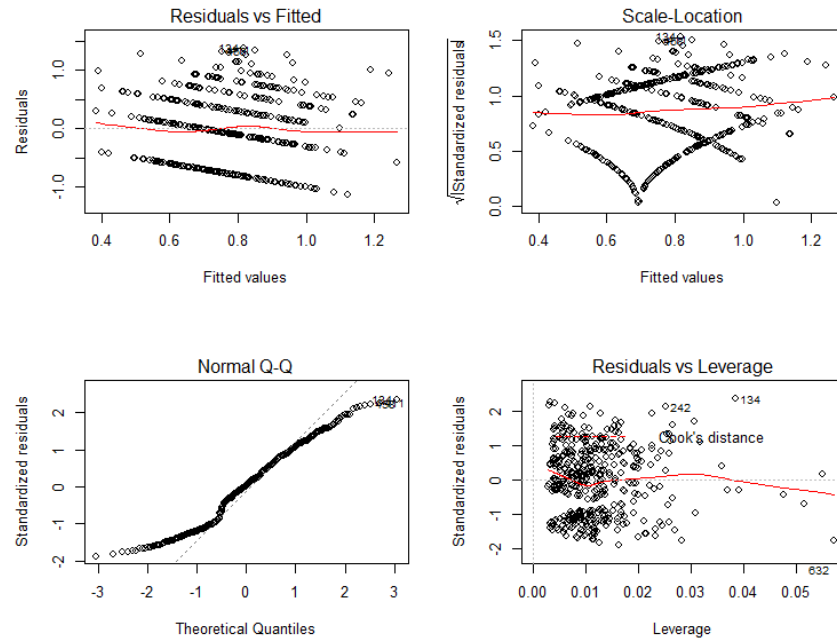 Residuals vs Fitted
Residuals
1.0
0.0
-1.0
0.4 0.6 0.8 1.0 1.2
Fitted values
Scale-Location
√|Standardized residuals|
1.5
1.0
0.5
0.0
0.4 0.6 0.8 1.0 1.2
Fitted values
Normal Q-Q
Standardized residuals
2
1
0
-1
-2
-3 -2 -1 0 1 2 3
Theoretical Quantiles
Residuals vs Leverage
Standardized residuals
2
1
0
-1
-2
242
134
Cook's distance
632
0.00 0.01 0.02 0.03 0.04 0.05
Leverage